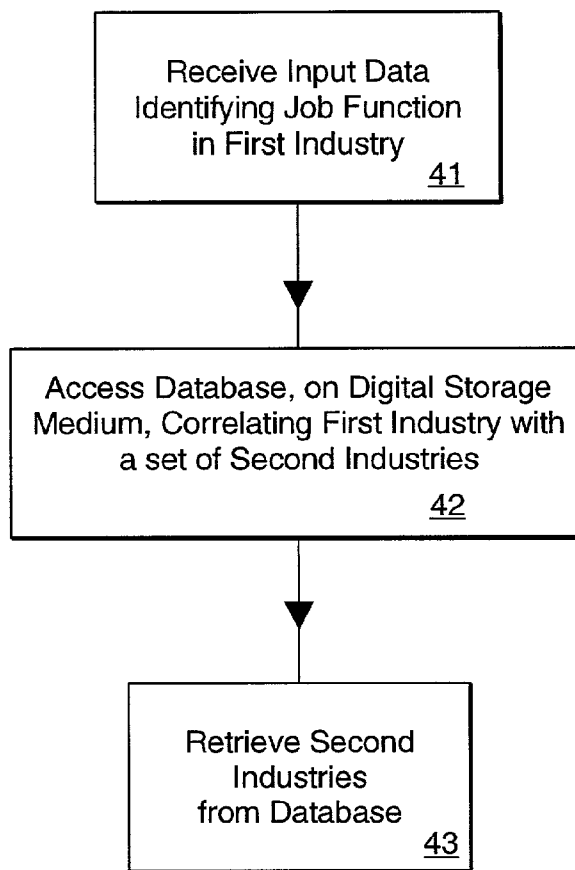 Receive Input Data
Identifying Job Function
in First Industry
41
Access Database, on Digital Storage
Medium, Correlating First Industry with
a set of Second Industries
42
Retrieve Second
Industries
from Database
43